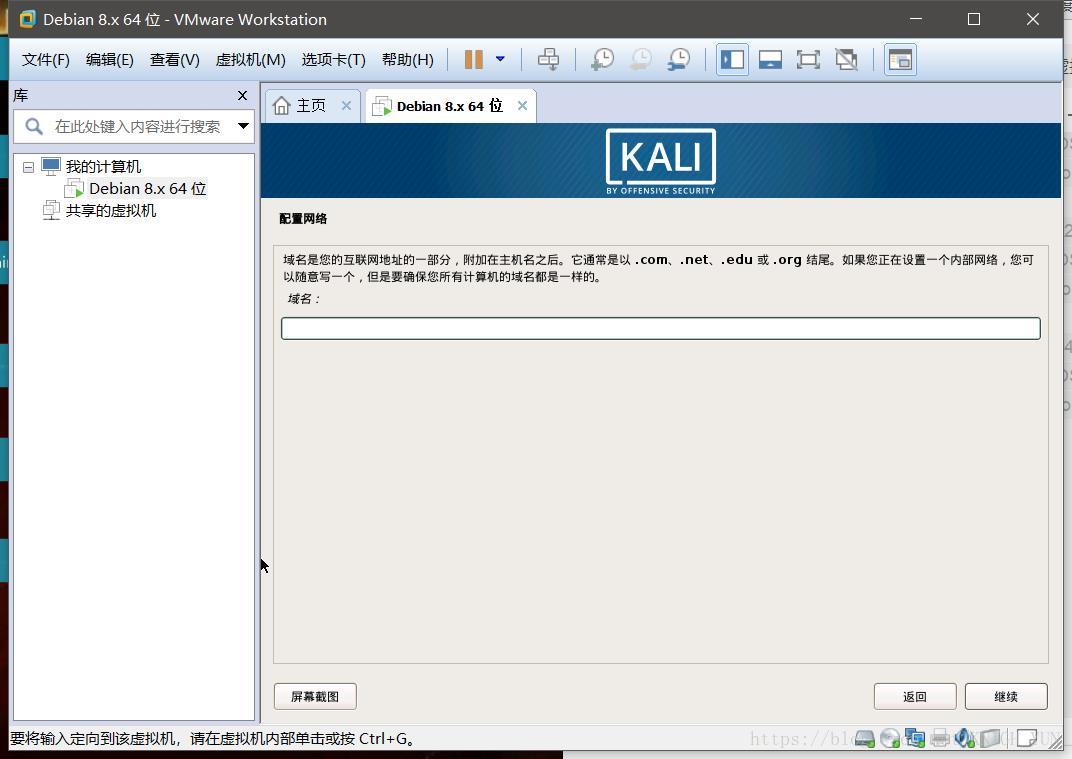 Debian 8.x 64 位 - VMware Workstation
文件(F) 编辑(E) 查看(V) 虚拟机(M) 选项卡(T) 帮助(H)
库
主页
Debian 8.x 64 位
在此处键入内容进行搜索
我的计算机
Debian 8.x 64 位
共享的虚拟机
KALI
BY OFFENSIVE SECURITY
配置网络
域名是您的互联网地址的一部分，附加在主机名之后。它通常是以 .com、.net、.edu 或 .org 结尾。如果您正在设置一个内部网络，您可
以随意写一个，但是要确保您所有计算机的域名都是一样的。
域名：
屏幕截图
返回
继续
要将输入定向到该虚拟机，请在虚拟机内部单击或按 Ctrl+G。
https://blo